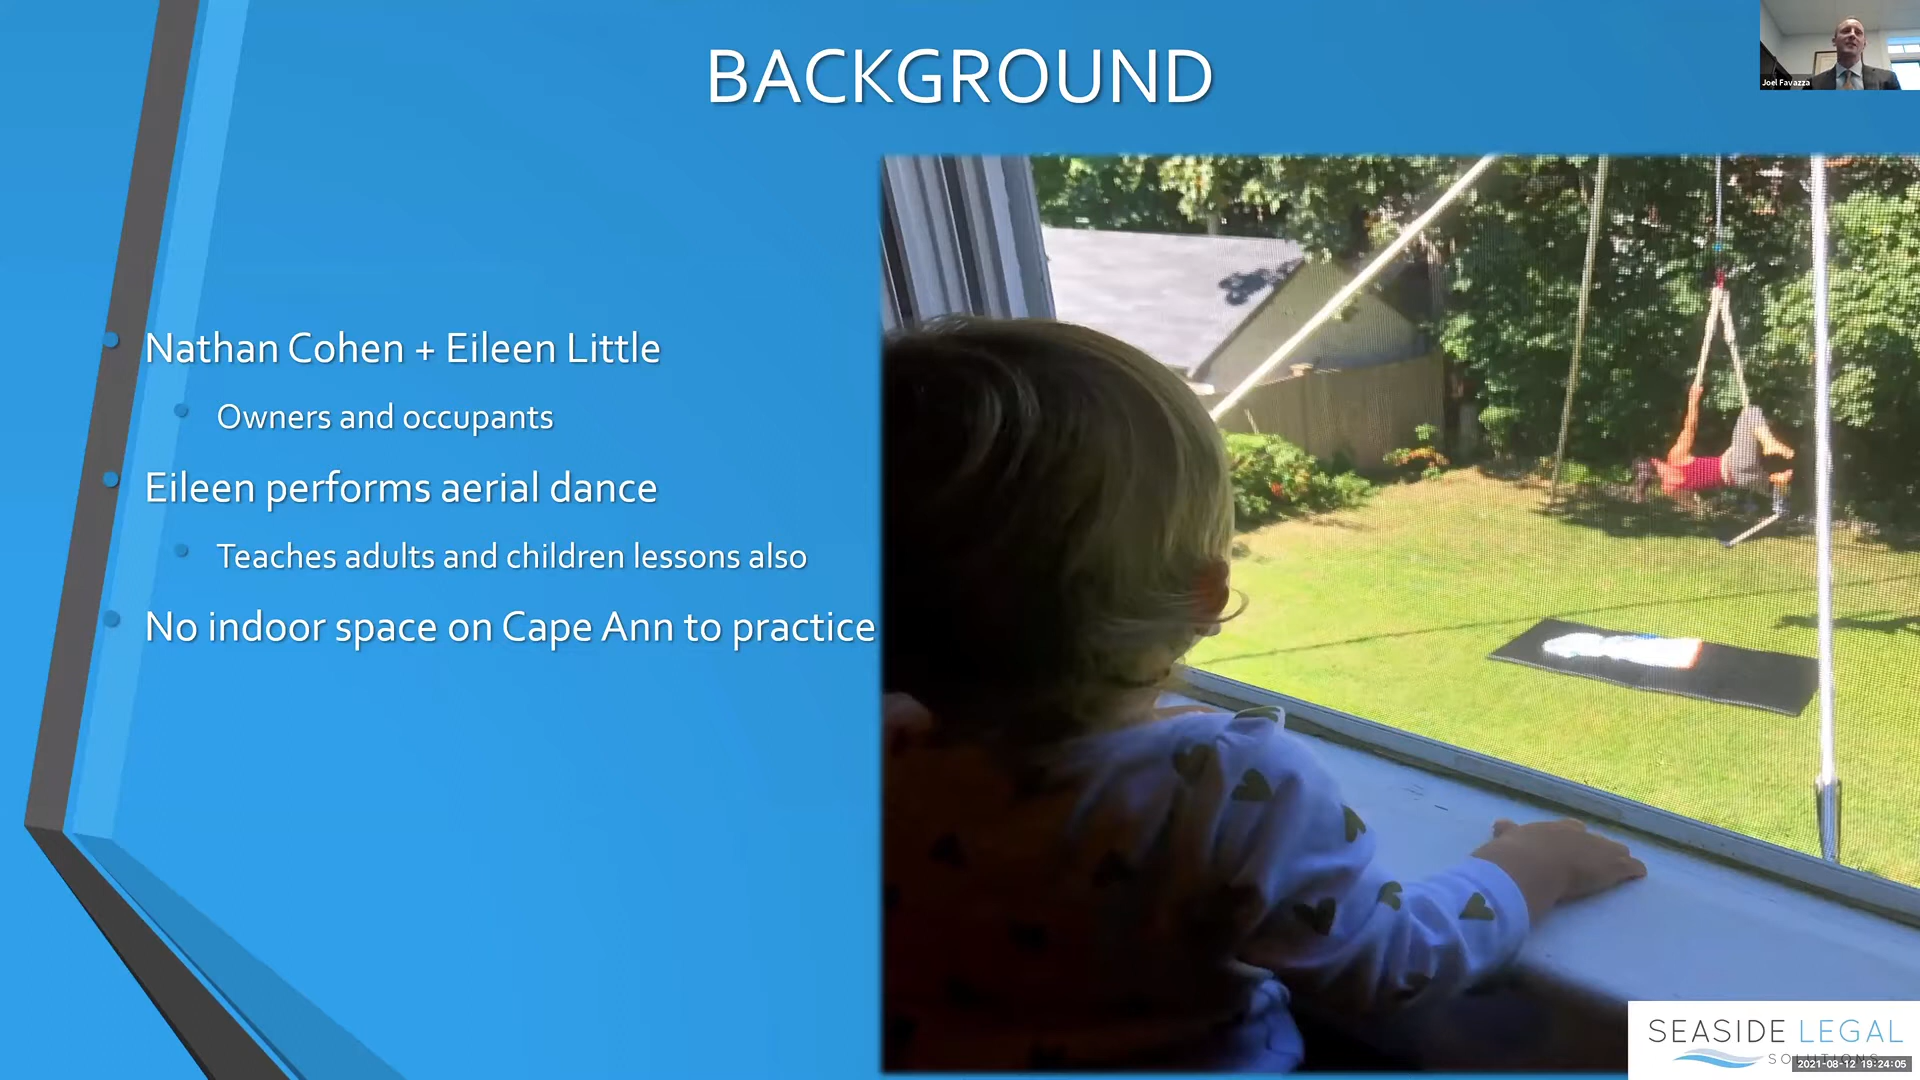 BACKGROUND
Joel Favazza
Nathan Cohen + Eileen Little
Owners and occupants
Eileen performs aerial dance
Teaches adults and children lessons also
No indoor space on Cape Ann to practice
SEASIDE LEGAL
SOLUTIONS
2021-08-12 19:24:05